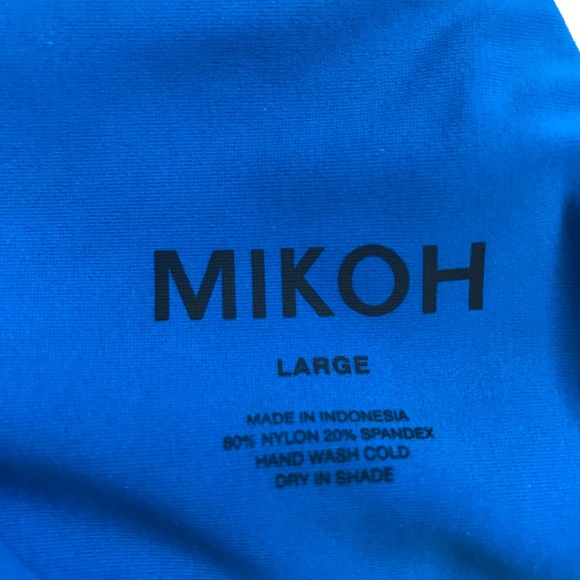 MIKOH
LARGE
MADE IN INDONESIA
80% NYLON 20% SPANDEX
HAND WASH COLD
DRY IN SHADE